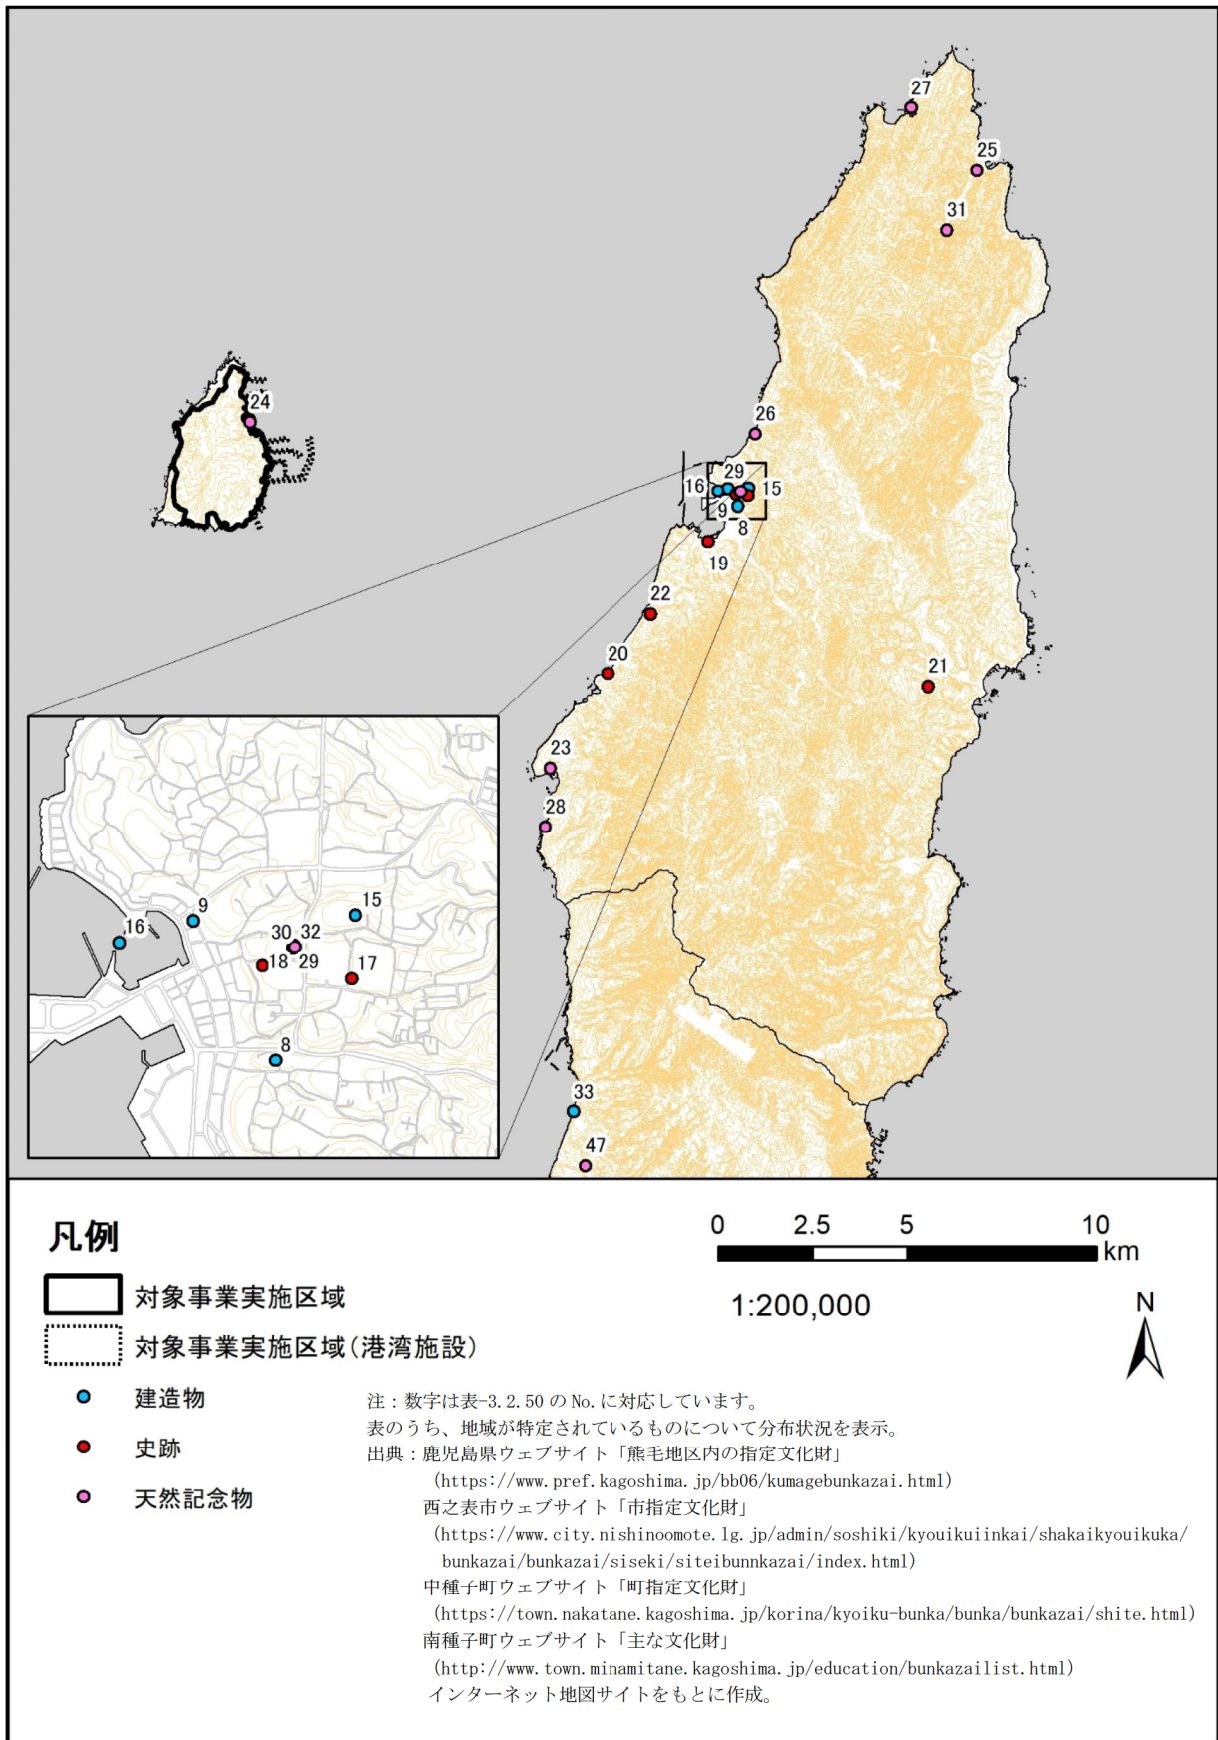 27
25
31
24
26
29
16
15
9
8
19
22
20
21
23
28
9
15
16
30
32
18
29
17
8
33
47
凡例
0 2.5 5 10
km
1:200,000
N
対象事業実施区域
対象事業実施区域(港湾施設)
建造物
史跡
天然記念物
注：数字は表-3.2.50 の No. に対応しています。
表のうち、地域が特定されているものについて分布状況を表示。
出典：鹿児島県ウェブサイト「熊毛地区内の指定文化財」
(https://www.pref.kagoshima.jp/bb06/kumagebunkazai.html)
西之表市ウェブサイト「市指定文化財」
(https://www.city.nishinoomote.lg.jp/admin/soshiki/kyouikuiinkai/shakaikyouikuka/
bunkazai/bunkazai/siseki/siteibunnkazai/index.html)
中種子町ウェブサイト「町指定文化財」
(https://town.nakatane.kagoshima.jp/korina/kyoiku-bunka/bunka/bunkazai/shite.html)
南種子町ウェブサイト「主な文化財」
(http://www.town.minamitane.kagoshima.jp/education/bunkazailist.html)
インターネット地図サイトをもとに作成。